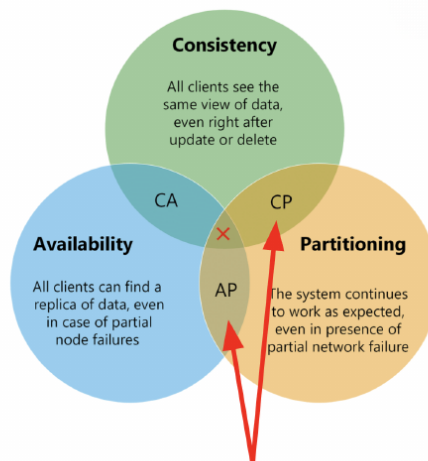 Consistency
All clients see the
same view of data,
even right after
update or delete
CA
CP
Availability
Partitioning
All clients can find a
replica of data, even
in case of partial
node failures
AP
The system continues
to work as expected,
even in presence of
partial network failure